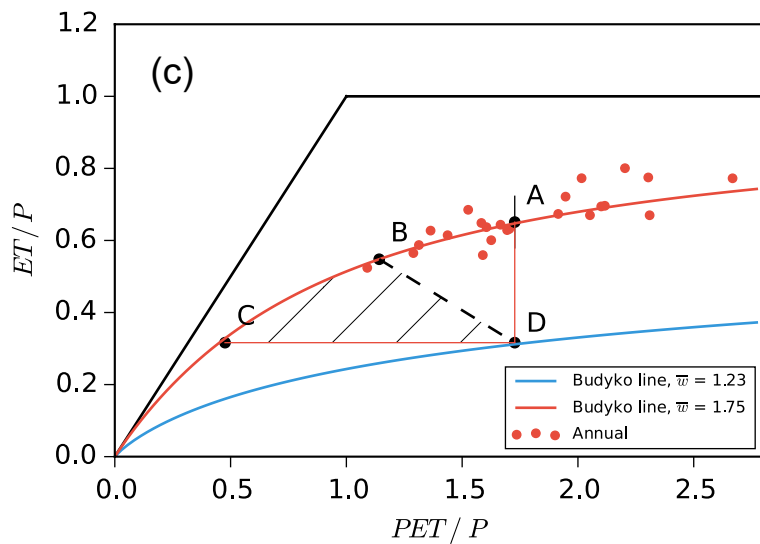 (c)
1.2
1.0
0.8
0.6
0.4
0.2
0.0
ET / P
A
B
C
D
Budyko line, w̅ = 1.23
Budyko line, w̅ = 1.75
Annual
0.0 0.5 1.0 1.5 2.0 2.5
PET / P